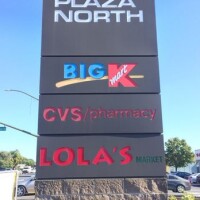 PLAZA
NORTH
BIG K
mart
CVS/pharmacy
LOLA'S MARKET